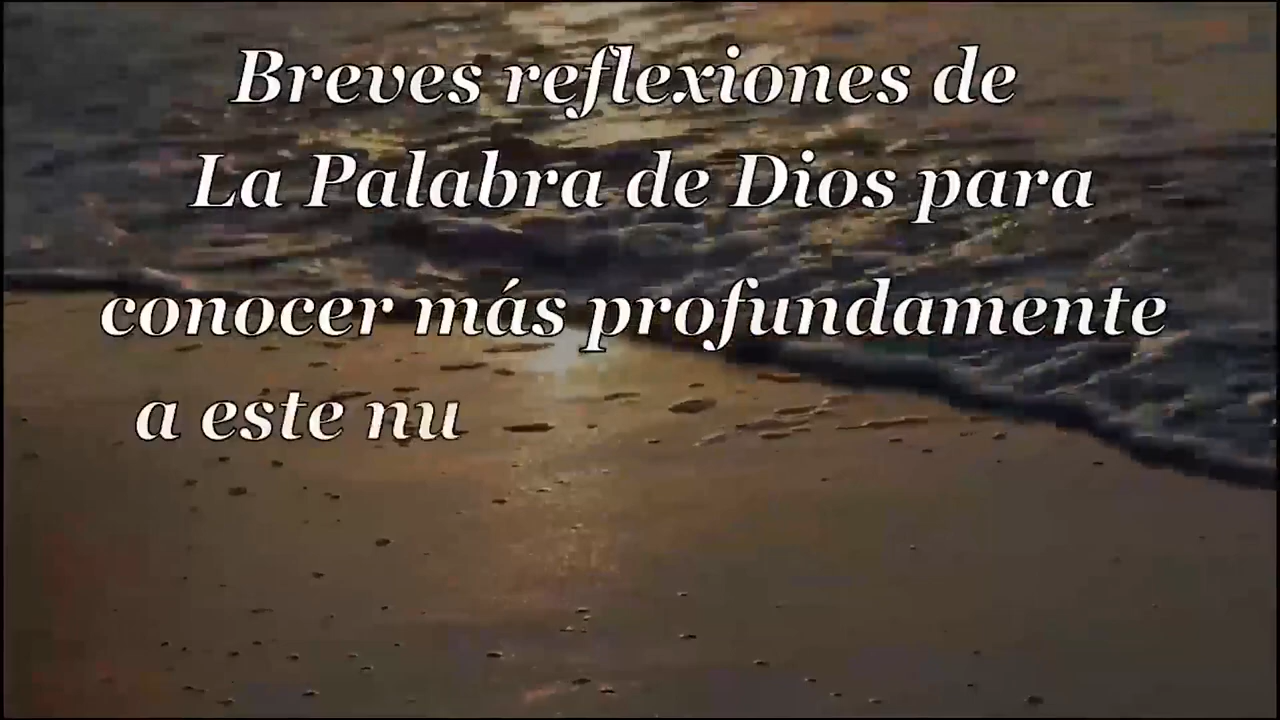 Breves reflexiones de
La Palabra de Dios para
conocer más profundamente
a este nu